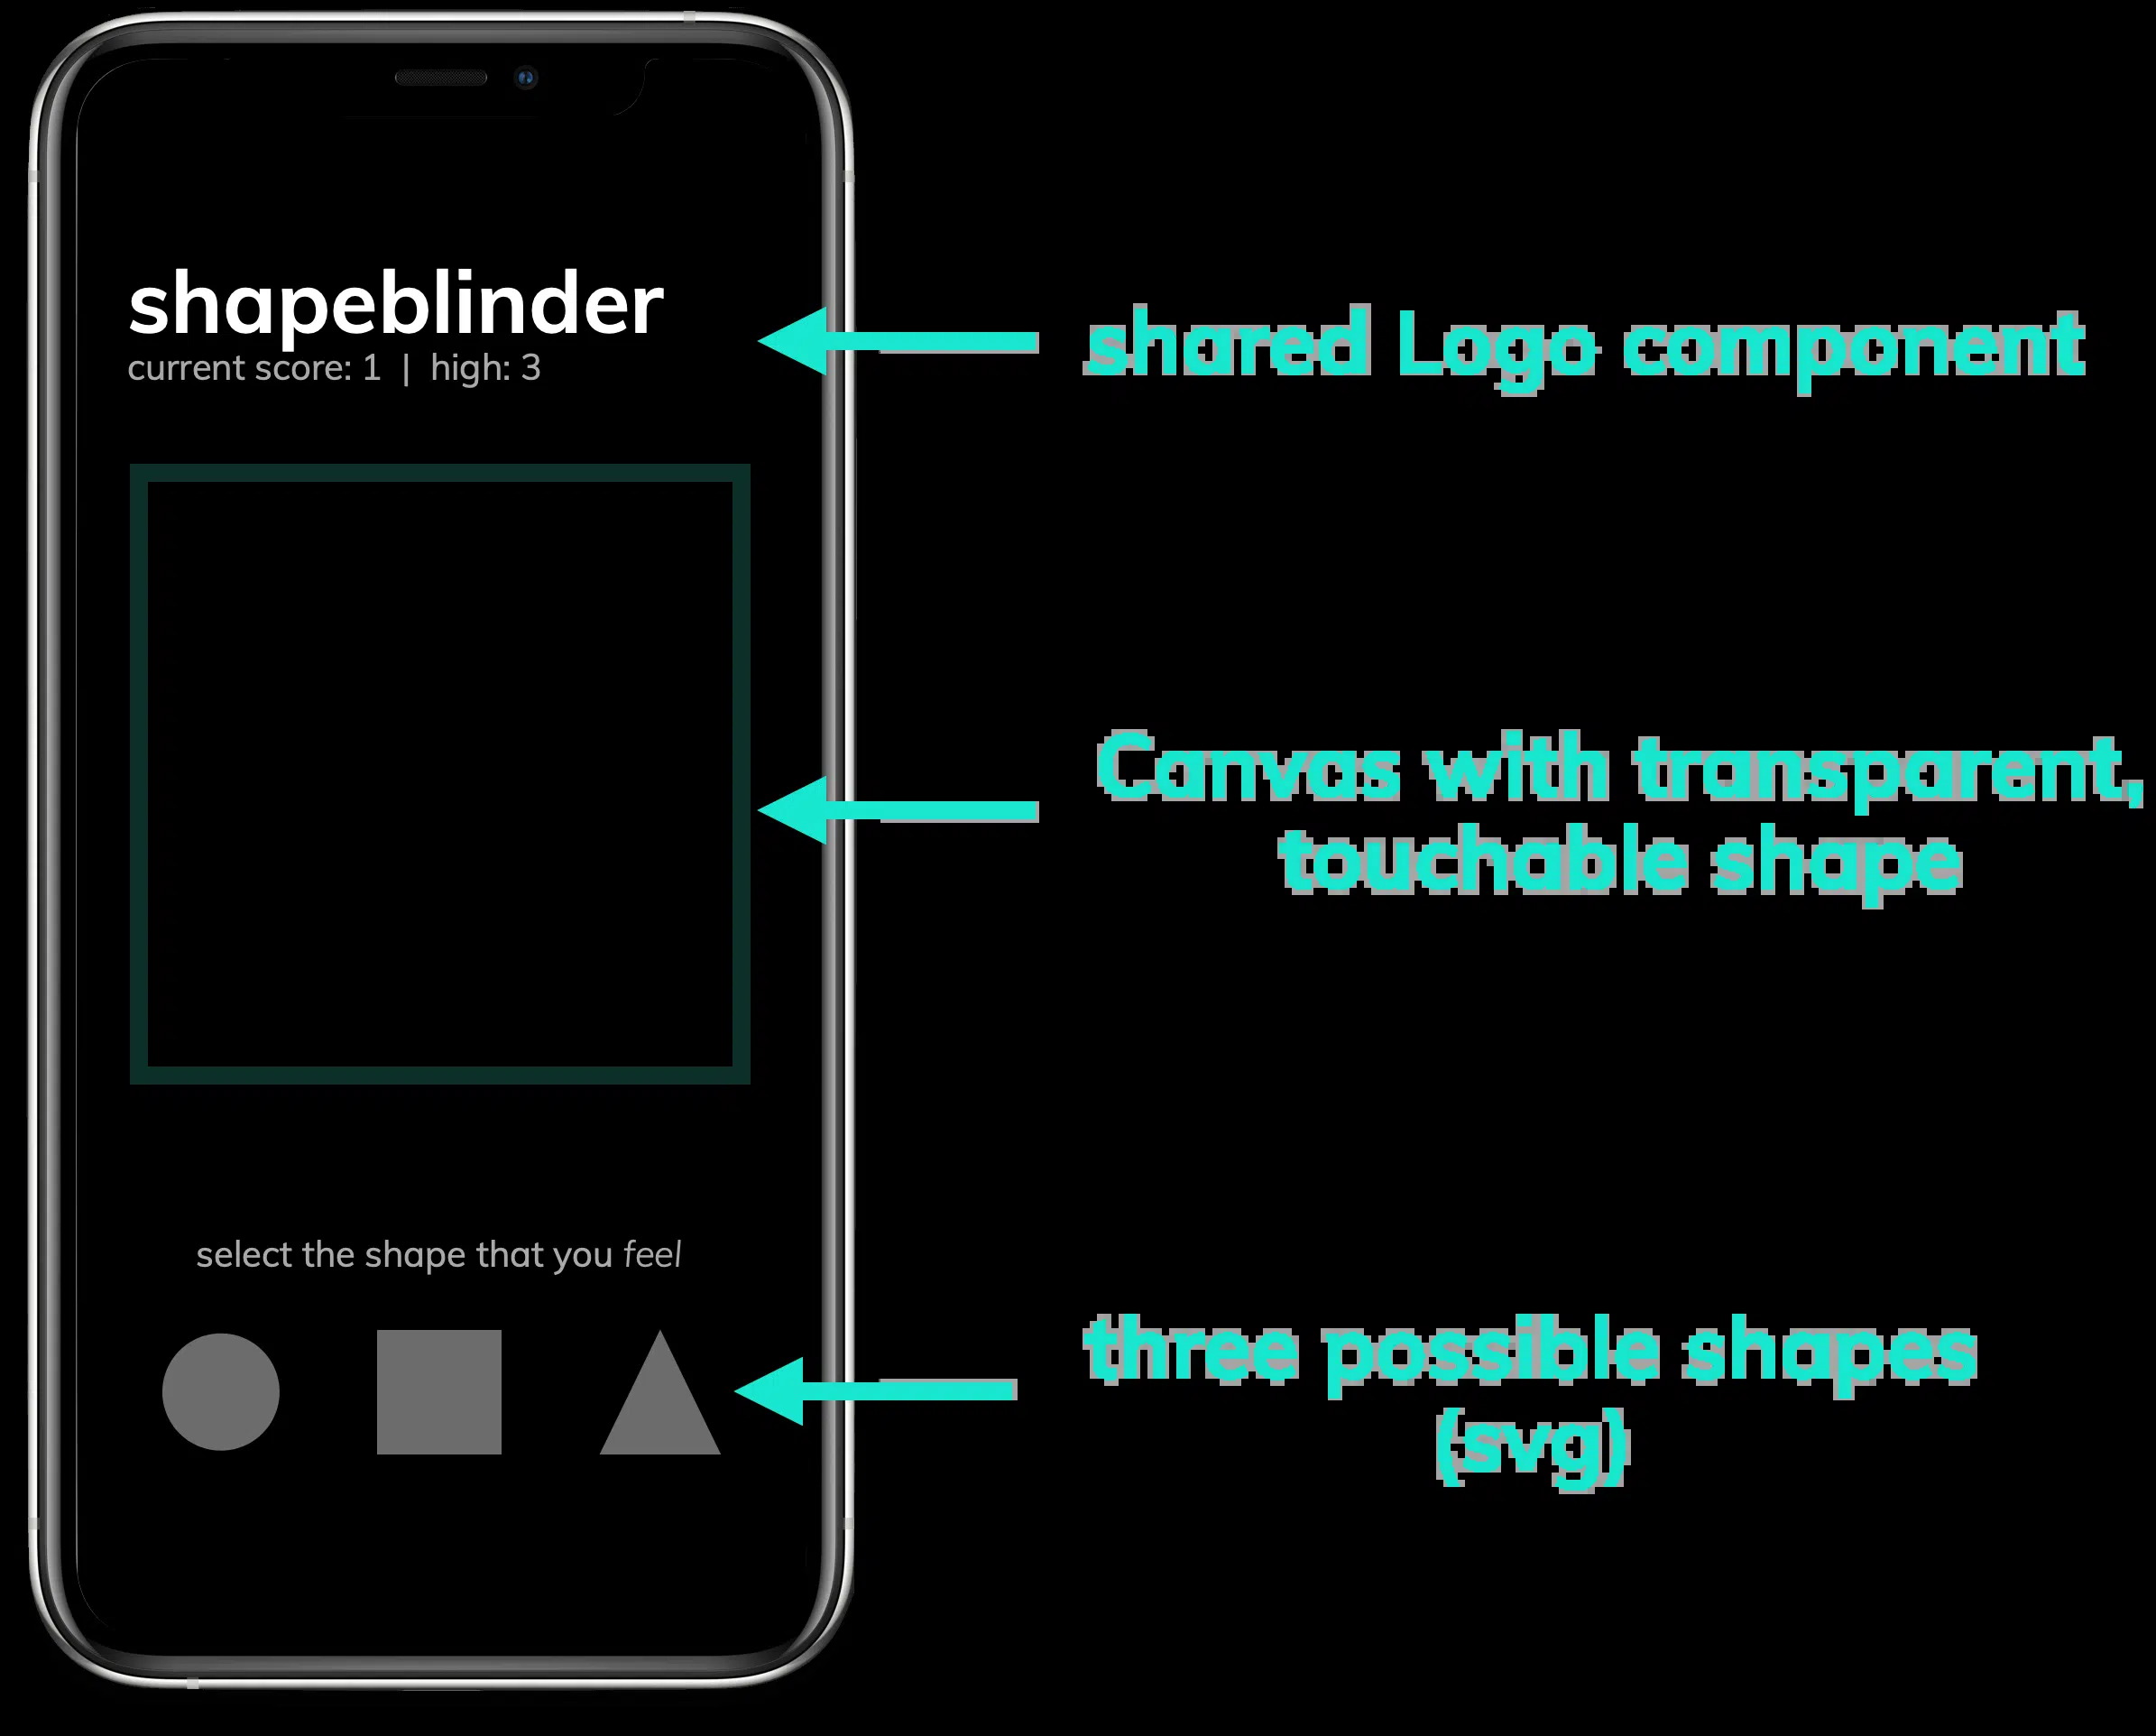 shapeblinder
current score: 1 | high: 3
shared Logo component
Canvas with transparent,
touchable shape
select the shape that you feel
three possible shapes
(svg)